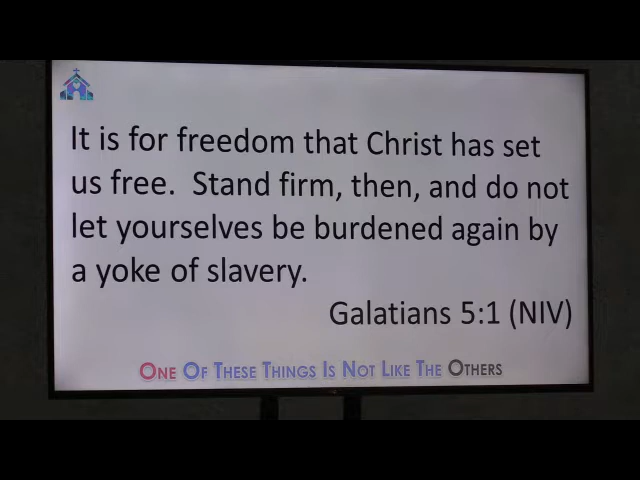 It is for freedom that Christ has set
us free.  Stand firm, then, and do not
let yourselves be burdened again by
a yoke of slavery.
Galatians 5:1 (NIV)
One Of These Things Is Not Like The Others